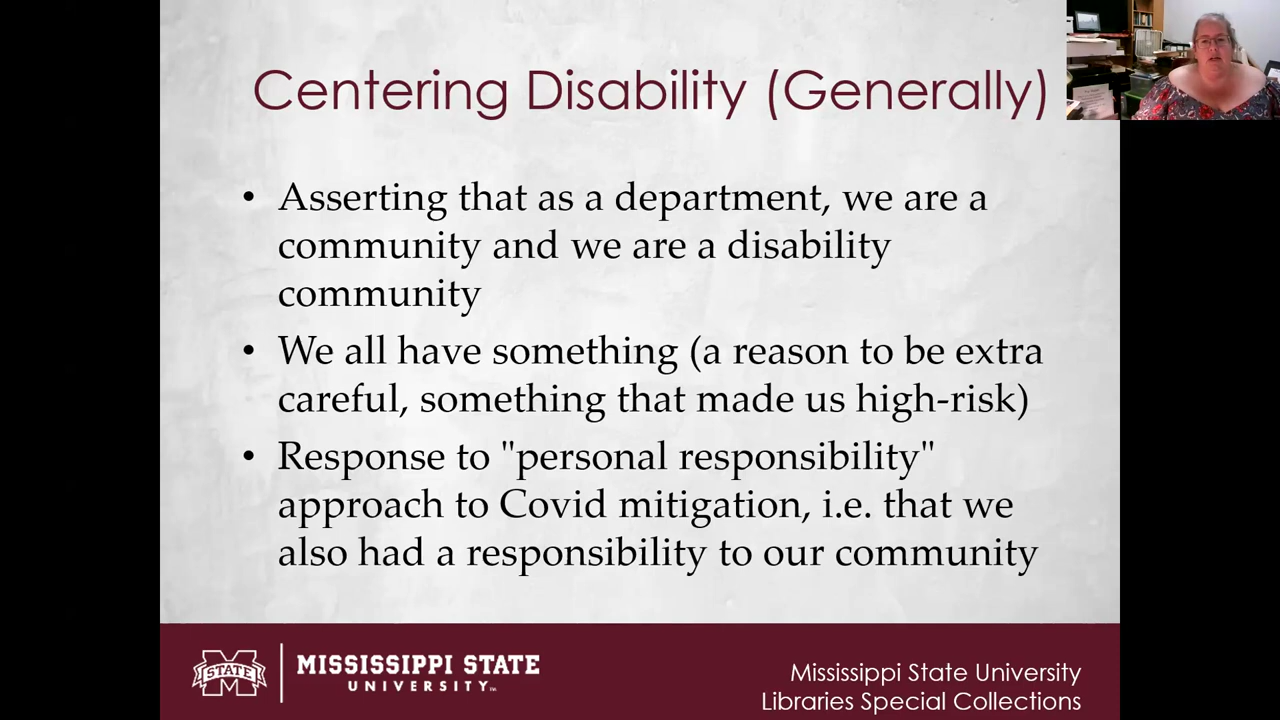 Centering Disability (Generally)
• Asserting that as a department, we are a
community and we are a disability
community
• We all have something (a reason to be extra
careful, something that made us high-risk)
• Response to "personal responsibility"
approach to Covid mitigation, i.e. that we
also had a responsibility to our community
STATE
MISSISSIPPI STATE
UNIVERSITY™
Mississippi State University
Libraries Special Collections